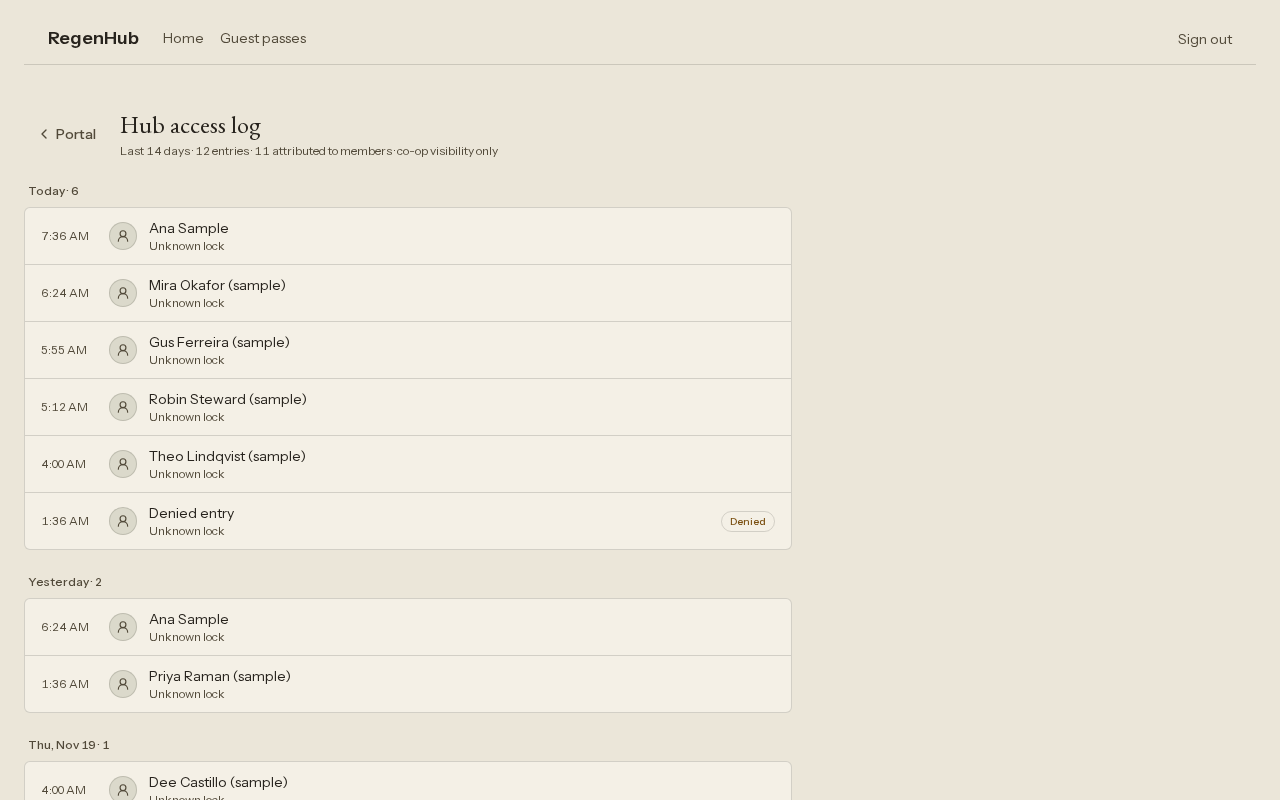 RegenHub Home Guest passes Sign out
Portal
Hub access log
Last 14 days · 12 entries · 11 attributed to members · co-op visibility only
Today · 6
7:36 AM Ana Sample
Unknown lock
6:24 AM Mira Okafor (sample)
Unknown lock
5:55 AM Gus Ferreira (sample)
Unknown lock
5:12 AM Robin Steward (sample)
Unknown lock
4:00 AM Theo Lindqvist (sample)
Unknown lock
1:36 AM Denied entry Denied
Unknown lock
Yesterday · 2
6:24 AM Ana Sample
Unknown lock
1:36 AM Priya Raman (sample)
Unknown lock
Thu, Nov 19 · 1
4:00 AM Dee Castillo (sample)
Unknown lock